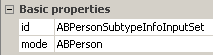 Basic properties
id ABPersonSubtypeInfoInputSet
mode ABPerson